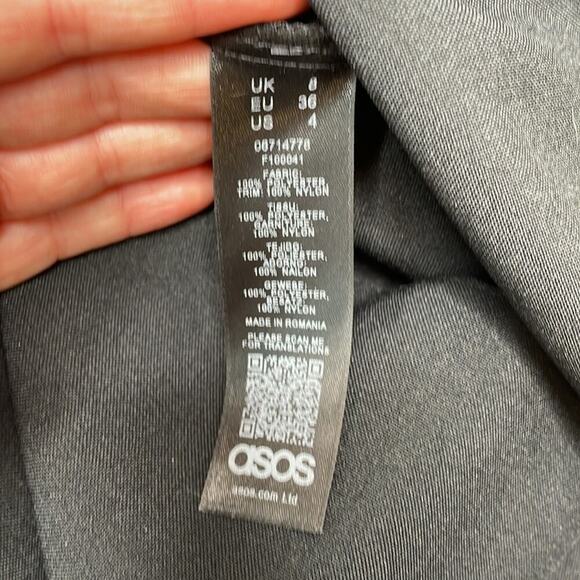 UK 8
EU 36
US 4
08714778
F100041
FABRIC:
100% POLYESTER,
TRIM: 100% NYLON
TISSU:
100% POLYESTER,
GARNITURE:
100% NYLON
TEJIDO:
100% POLIESTER,
ADORNO:
100% NAILON
GEWEBE:
100% POLYESTER,
BESATZ:
100% NYLON
MADE IN ROMANIA
PLEASE SCAN ME
FOR TRANSLATIONS
asos
asos.com Ltd